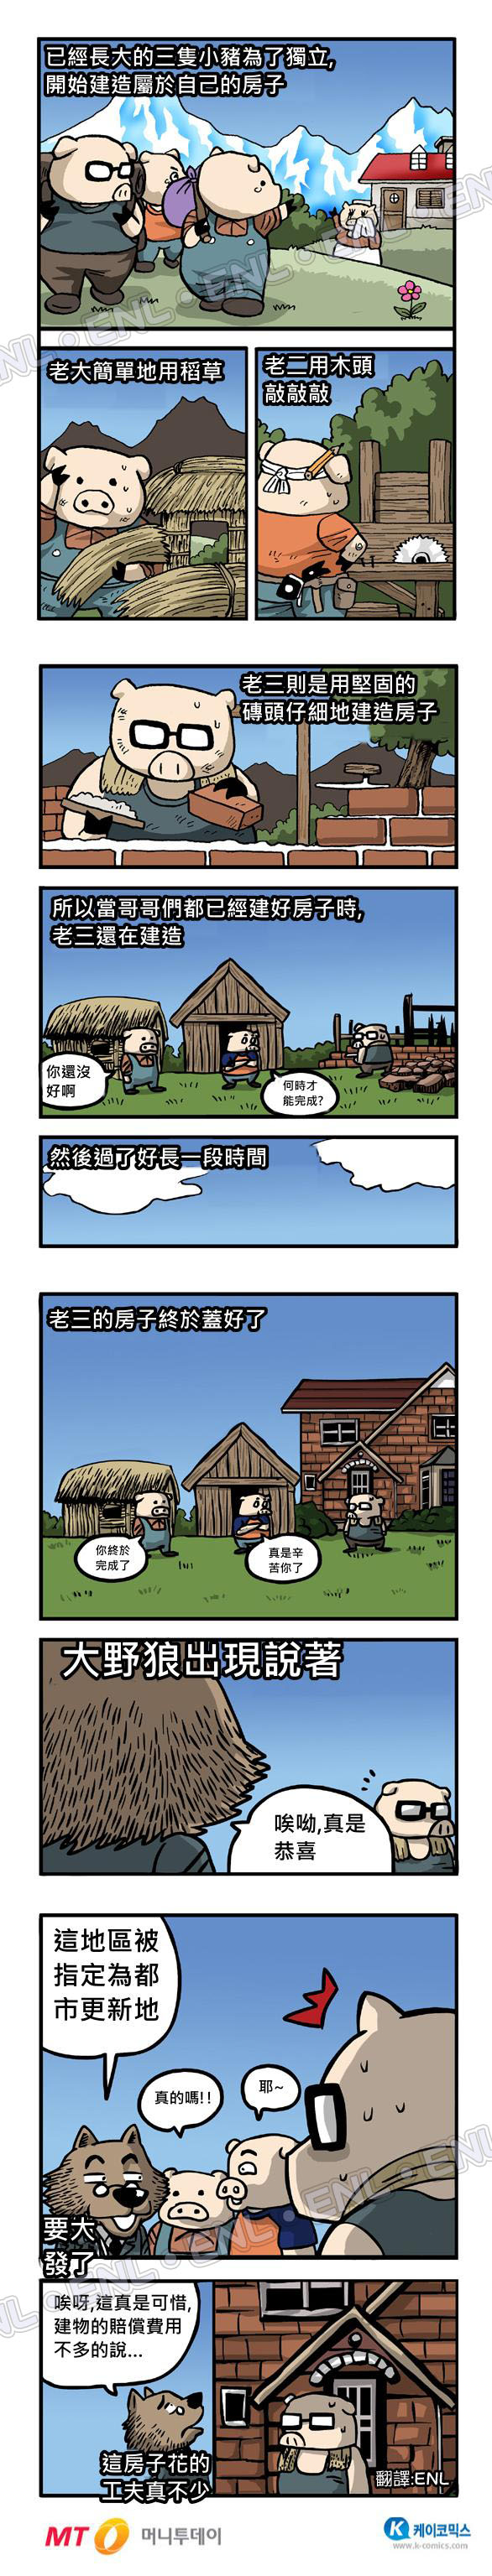 已經長大的三隻小豬為了獨立,
開始建造屬於自己的房子
老大簡單地用稻草
老二用木頭
敲敲敲
老三則是用堅固的
磚頭仔細地建造房子
所以當哥哥們都已經建好房子時,
老三還在建造
你還沒
好啊
何時才
能完成?
然後過了好長一段時間
老三的房子終於蓋好了
你終於
完成了
真是辛
苦你了
大野狼出現說著
唉呦,真是
恭喜
這地區被
指定為都
市更新地
真的嗎!!
耶~
要大
發了
唉呀,這真是可惜,
建物的賠償費用
不多的說...
這房子花的
工夫真不少
翻譯:ENL
ENL • ENL • ENL • ENL • ENL
ENL • ENL • ENL • ENL • ENL
MT 머니투데이
K 케이코믹스
www.k-comics.com